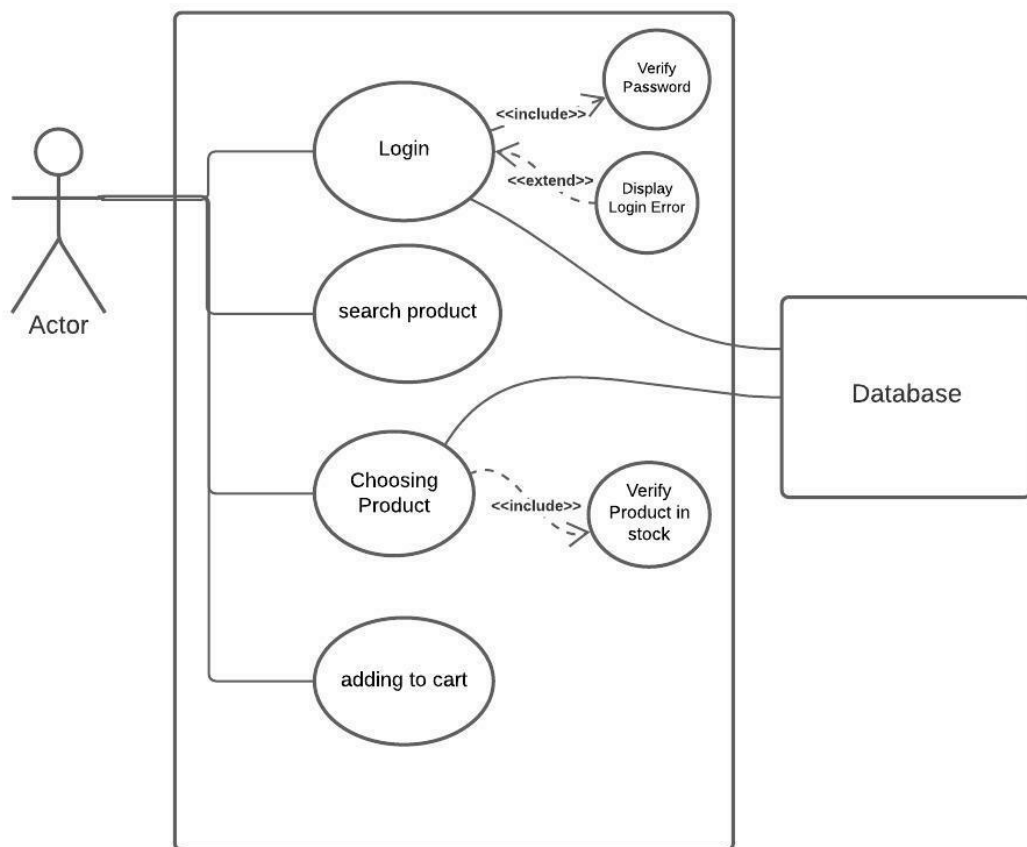 Verify
Password
<<include>>
Login
<<extend>>
Display
Login Error
search product
Actor
Database
Choosing
Product
<<include>>
Verify
Product in
stock
adding to cart